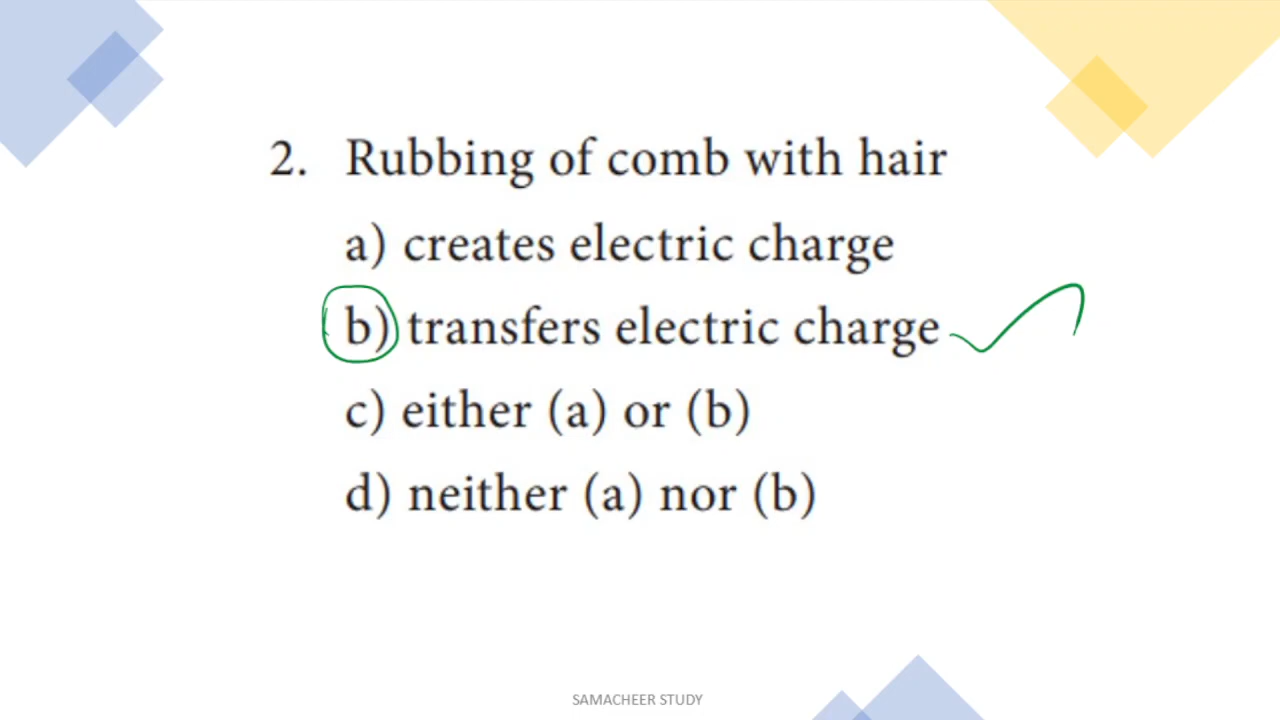 2. Rubbing of comb with hair
a) creates electric charge
b) transfers electric charge
c) either (a) or (b)
d) neither (a) nor (b)
SAMACHEER STUDY